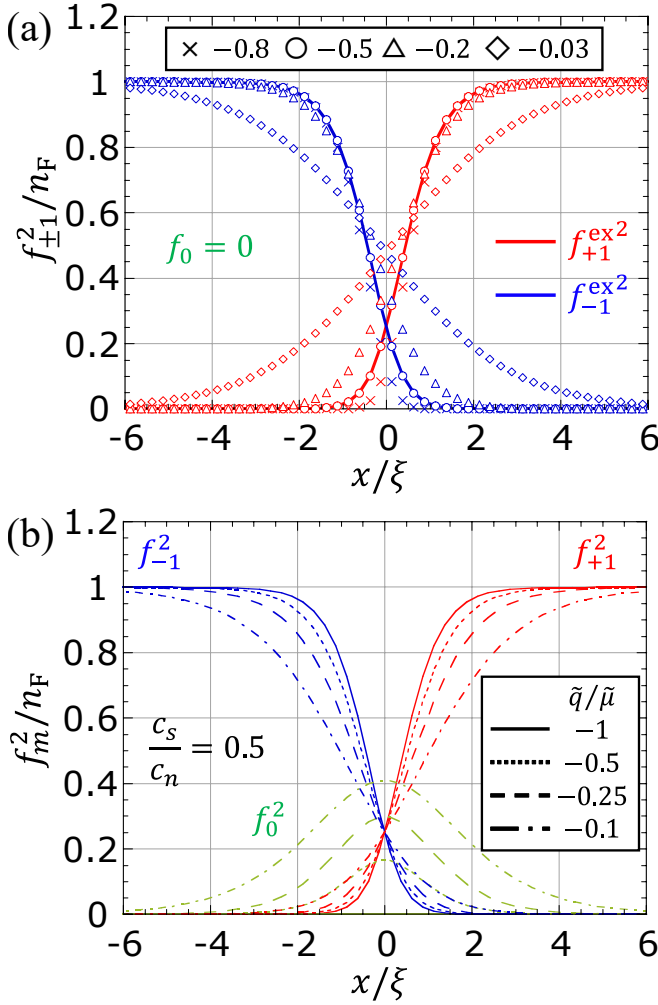 (a)
× −0.8 ○ −0.5 △ −0.2 ◇ −0.03
1.2
1
0.8
0.6
0.4
0.2
0
f²±1/nF
f₀ = 0
f+1^ex²
f−1^ex²
-6 -4 -2 0 2 4 6
x/ξ
(b)
1.2
1
0.8
0.6
0.4
0.2
0
f²m/nF
f²−1
f²+1
cs/cn = 0.5
f₀²
q̃/μ̃
−1
−0.5
−0.25
−0.1
-6 -4 -2 0 2 4 6
x/ξ